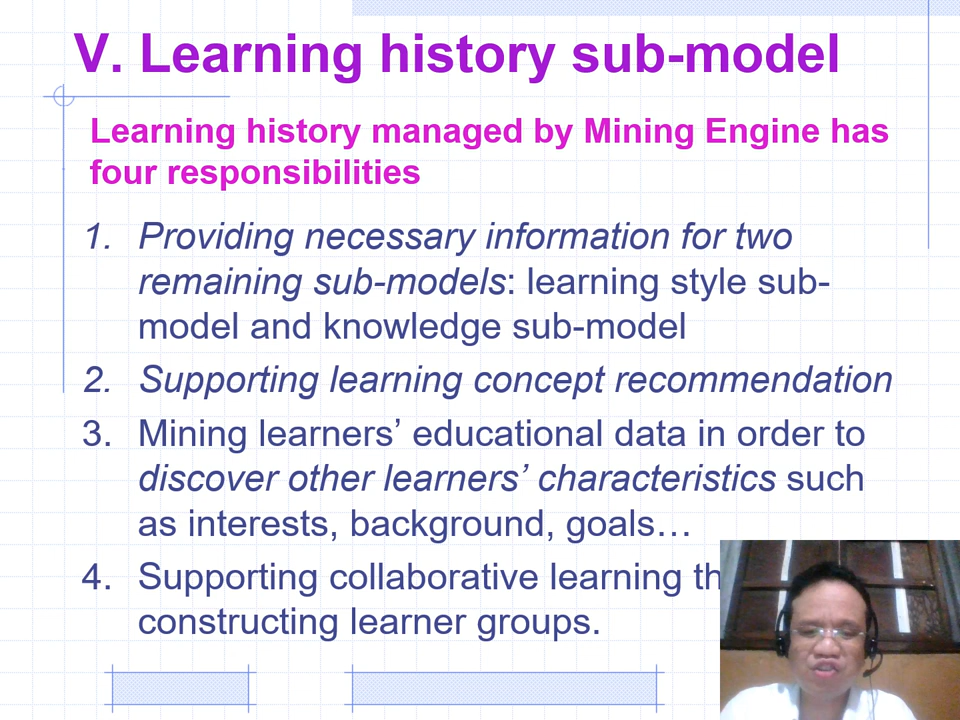 V. Learning history sub-model
Learning history managed by Mining Engine has
four responsibilities
1. Providing necessary information for two
remaining sub-models: learning style sub-
model and knowledge sub-model
2. Supporting learning concept recommendation
3. Mining learners’ educational data in order to
discover other learners’ characteristics such
as interests, background, goals…
4. Supporting collaborative learning
constructing learner groups.